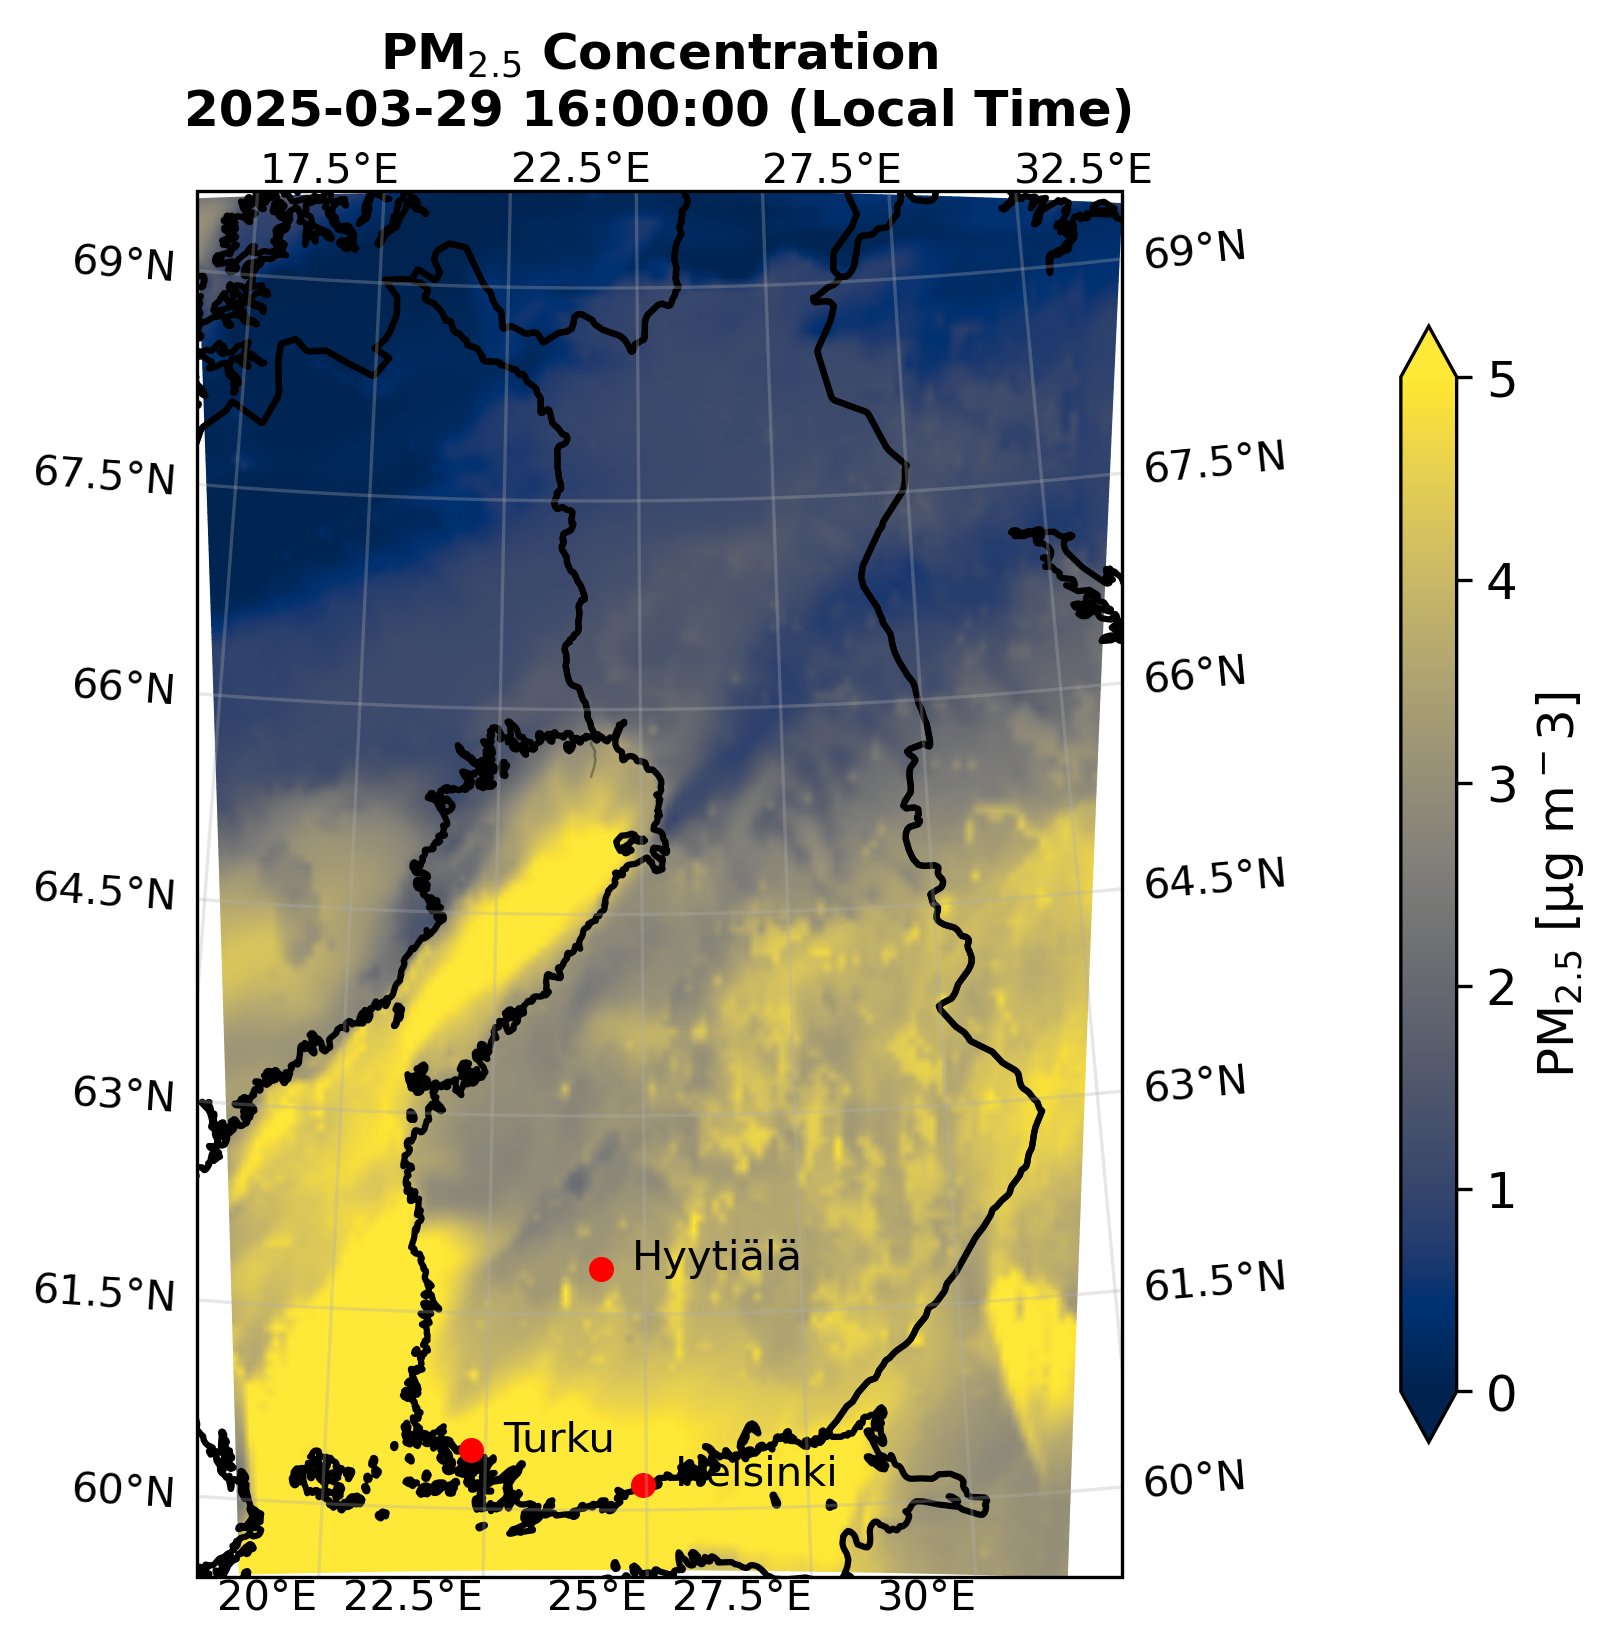 PM2.5 Concentration
2025-03-29 16:00:00 (Local Time)
17.5°E 22.5°E 27.5°E 32.5°E
69°N 69°N
67.5°N 67.5°N
66°N 66°N
64.5°N 64.5°N
63°N 63°N
61.5°N 61.5°N
60°N 60°N
Hyytiälä
Turku
Helsinki
20°E 22.5°E 25°E 27.5°E 30°E
5
4
3
2
1
0
PM2.5 [µg m−3]